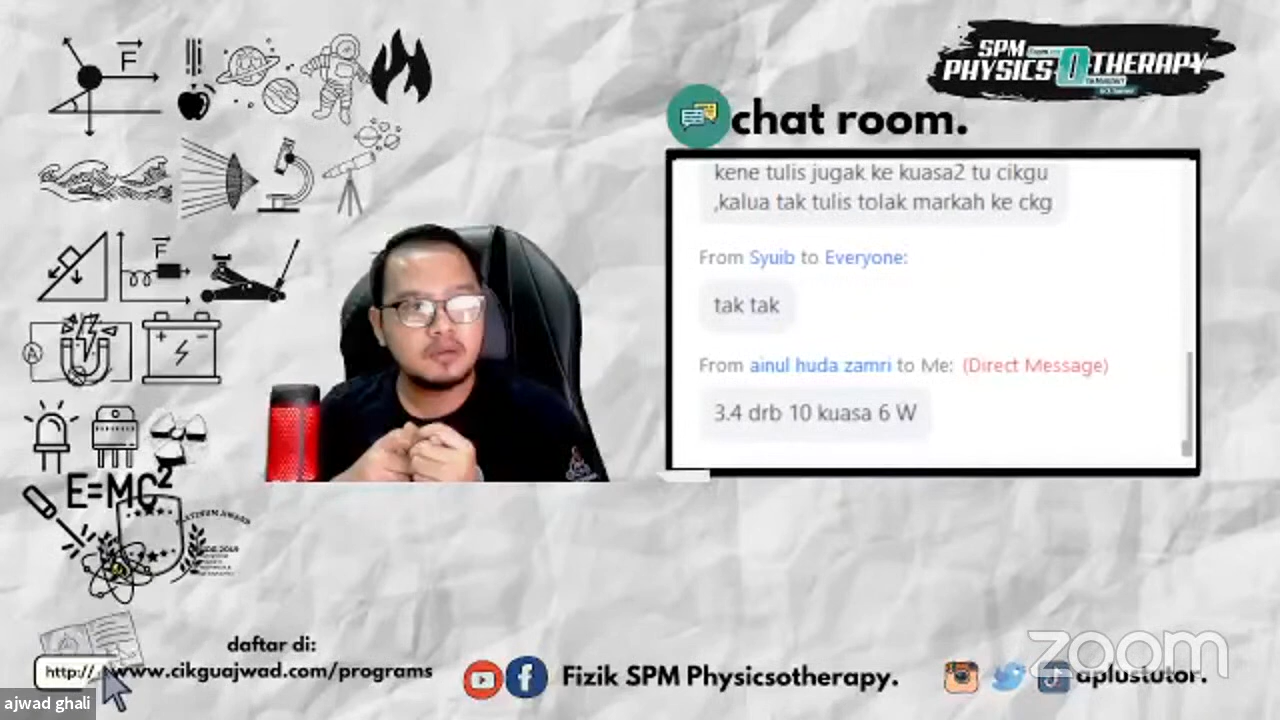 F
SPM
PHYSICS THERAPY
chat room.
kene tulis jugak ke kuasa2 tu cikgu
,kalua tak tulis tolak markah ke ckg
From Syuib to Everyone:
tak tak
From ainul huda zamri to Me: (Direct Message)
3.4 drb 10 kuasa 6 W
F
A
+ -
E=MC²
daftar di:
http://www.cikguajwad.com/programs
Fizik SPM Physicsotherapy.
aplustutor.
zoom
ajwad ghali